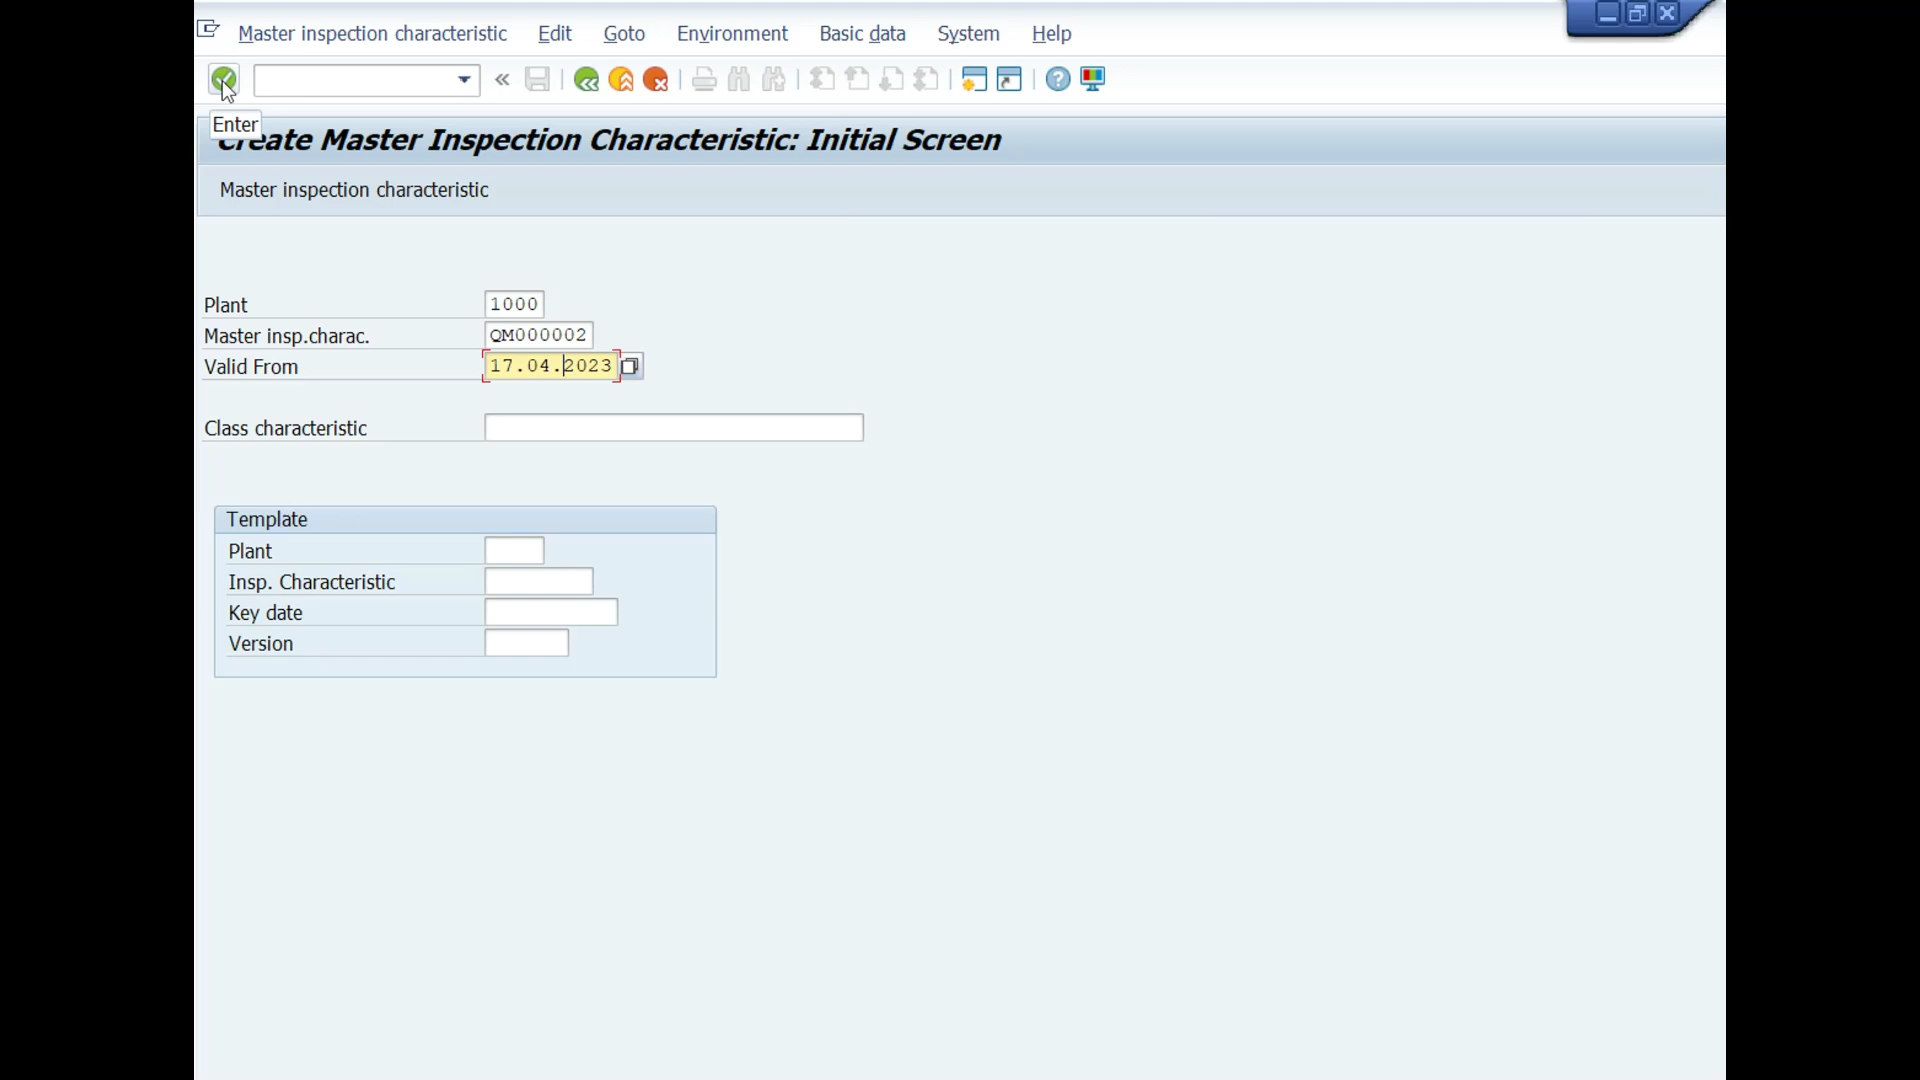 Master inspection characteristic Edit Goto Environment Basic data System Help
Enter
Create Master Inspection Characteristic: Initial Screen
Master inspection characteristic
Plant 1000
Master insp.charac. QM000002
Valid From 17.04.2023
Class characteristic
Template
Plant
Insp. Characteristic
Key date
Version